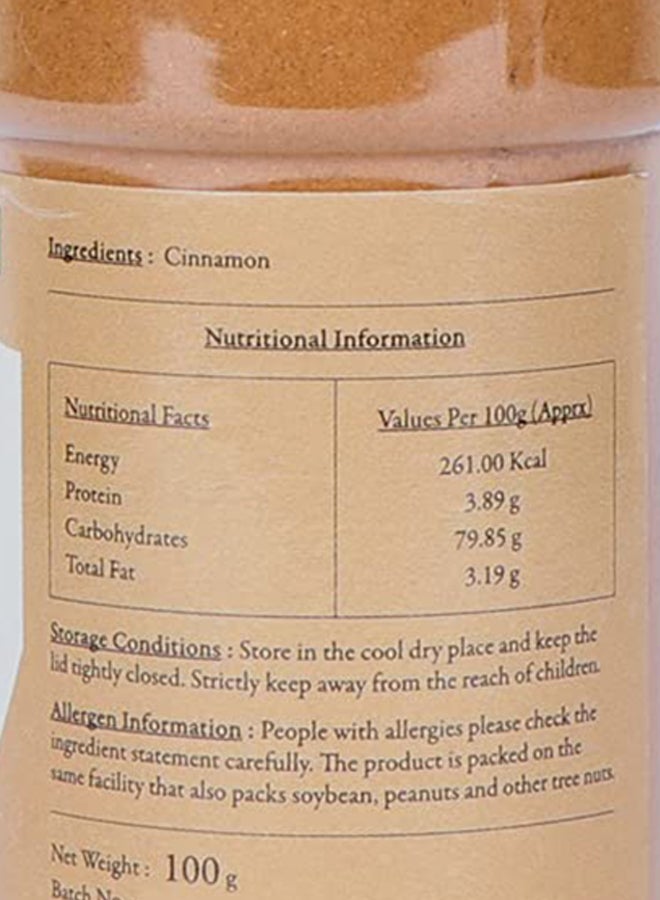 Ingredients : Cinnamon
Nutritional Information
Nutritional Facts Values Per 100g (Apprx)
Energy 261.00 Kcal
Protein 3.89 g
Carbohydrates 79.85 g
Total Fat 3.19 g
Storage Conditions : Store in the cool dry place and keep the
lid tightly closed. Strictly keep away from the reach of children.
Allergen Information : People with allergies please check the
ingredient statement carefully. The product is packed on the
same facility that also packs soybean, peanuts and other tree nuts.
Net Weight : 100 g
Batch No